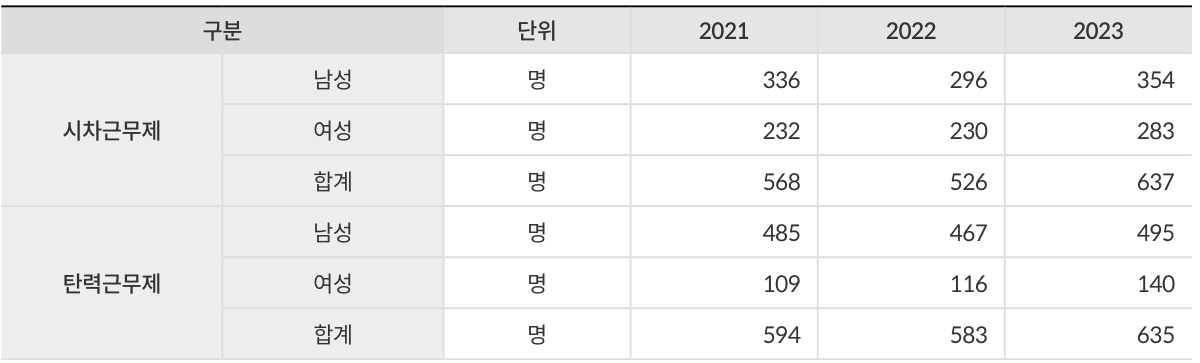 구분 단위 2021 2022 2023
시차근무제 남성 명 336 296 354
여성 명 232 230 283
합계 명 568 526 637
탄력근무제 남성 명 485 467 495
여성 명 109 116 140
합계 명 594 583 635